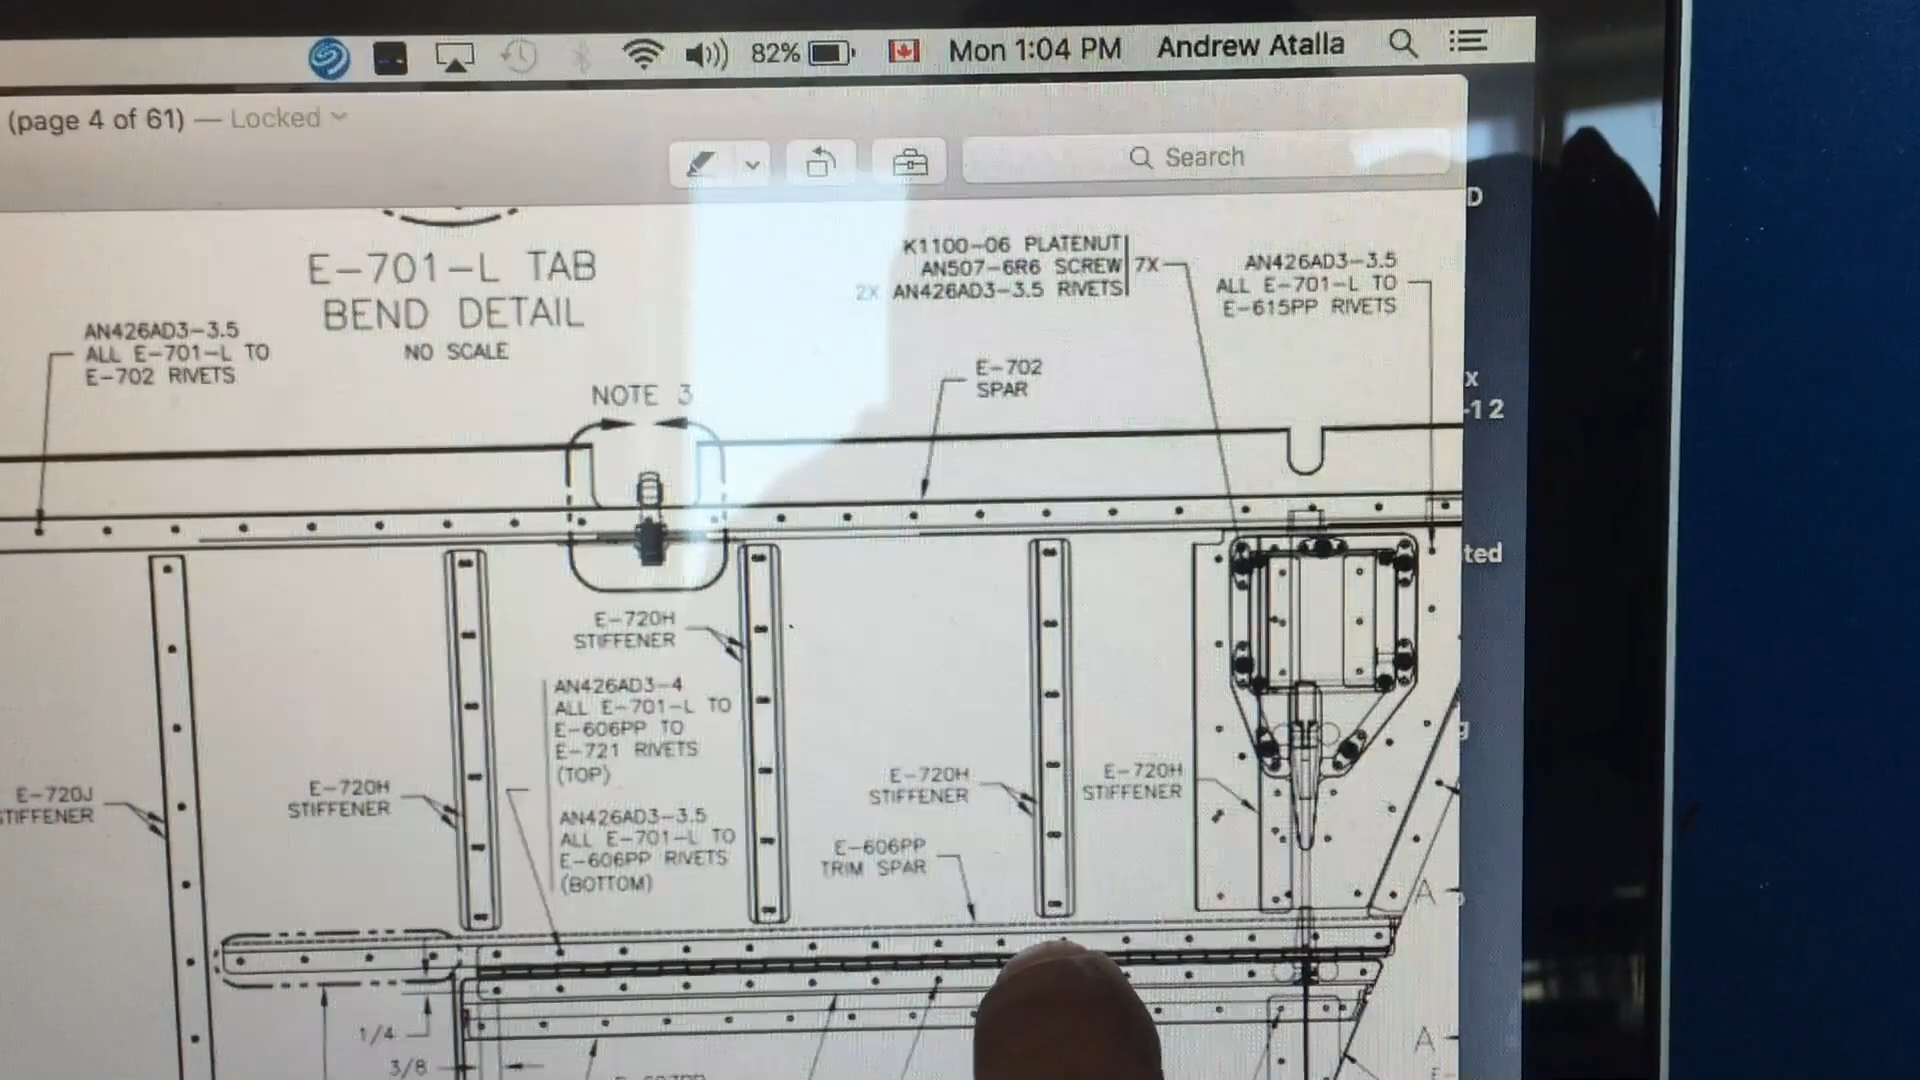 82%
Mon 1:04 PM
Andrew Atalla
(page 4 of 61) — Locked
Search
D
E-701-L TAB
BEND DETAIL
NO SCALE
AN426AD3-3.5
ALL E-701-L TO
E-702 RIVETS
K1100-06 PLATENUT
AN507-6R6 SCREW
2X AN426AD3-3.5 RIVETS
7X
AN426AD3-3.5
ALL E-701-L TO
E-615PP RIVETS
NOTE 3
E-702
SPAR
x
-12
ted
E-720H
STIFFENER
AN426AD3-4
ALL E-701-L TO
E-606PP TO
E-721 RIVETS
(TOP)
AN426AD3-3.5
ALL E-701-L TO
E-606PP RIVETS
(BOTTOM)
E-720J
STIFFENER
E-720H
STIFFENER
E-720H
STIFFENER
E-720H
STIFFENER
E-606PP
TRIM SPAR
g
A
A
1/4
3/8